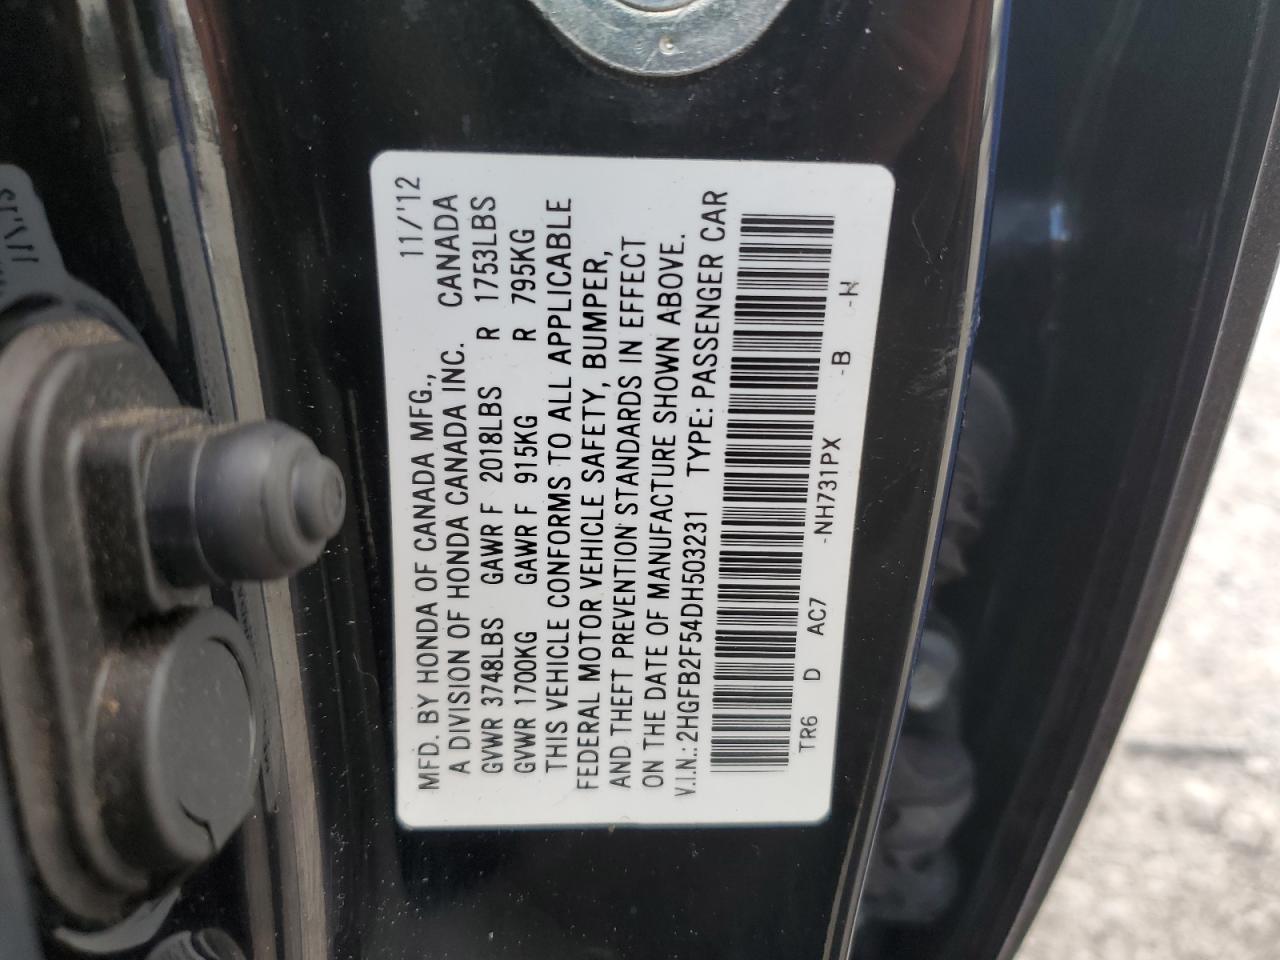 MFD. BY HONDA OF CANADA MFG., 11/'12
A DIVISION OF HONDA CANADA INC. CANADA
GVWR 3748LBS GAWR F 2018LBS R 1753LBS
GVWR 1700KG GAWR F 915KG R 795KG
THIS VEHICLE CONFORMS TO ALL APPLICABLE
FEDERAL MOTOR VEHICLE SAFETY, BUMPER,
AND THEFT PREVENTION STANDARDS IN EFFECT
ON THE DATE OF MANUFACTURE SHOWN ABOVE.
V.I.N.: 2HGFB2F54DH503231 TYPE: PASSENGER CAR
TR6 D AC7 -NH731PX -B -N